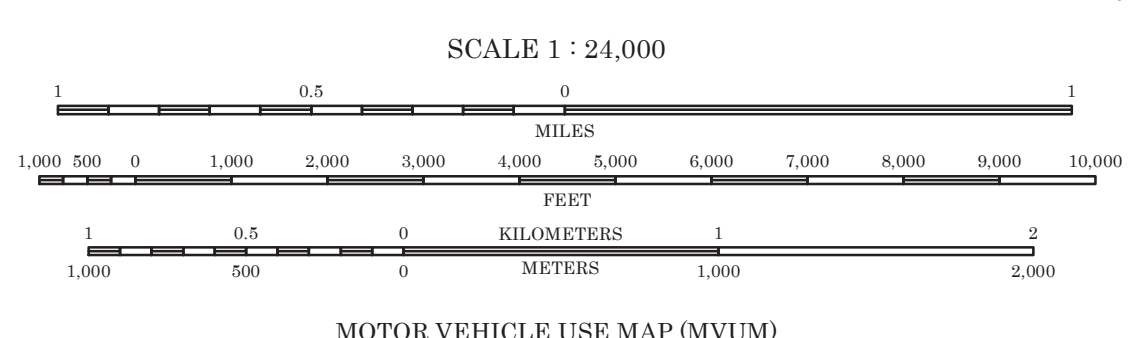 SCALE 1 : 24,000
1 0.5 0 1
MILES
1,000 500 0 1,000 2,000 3,000 4,000 5,000 6,000 7,000 8,000 9,000 10,000
FEET
1 0.5 0 KILOMETERS 1 2
1,000 500 0 METERS 1,000 2,000
MOTOR VEHICLE USE MAP (MVUM)